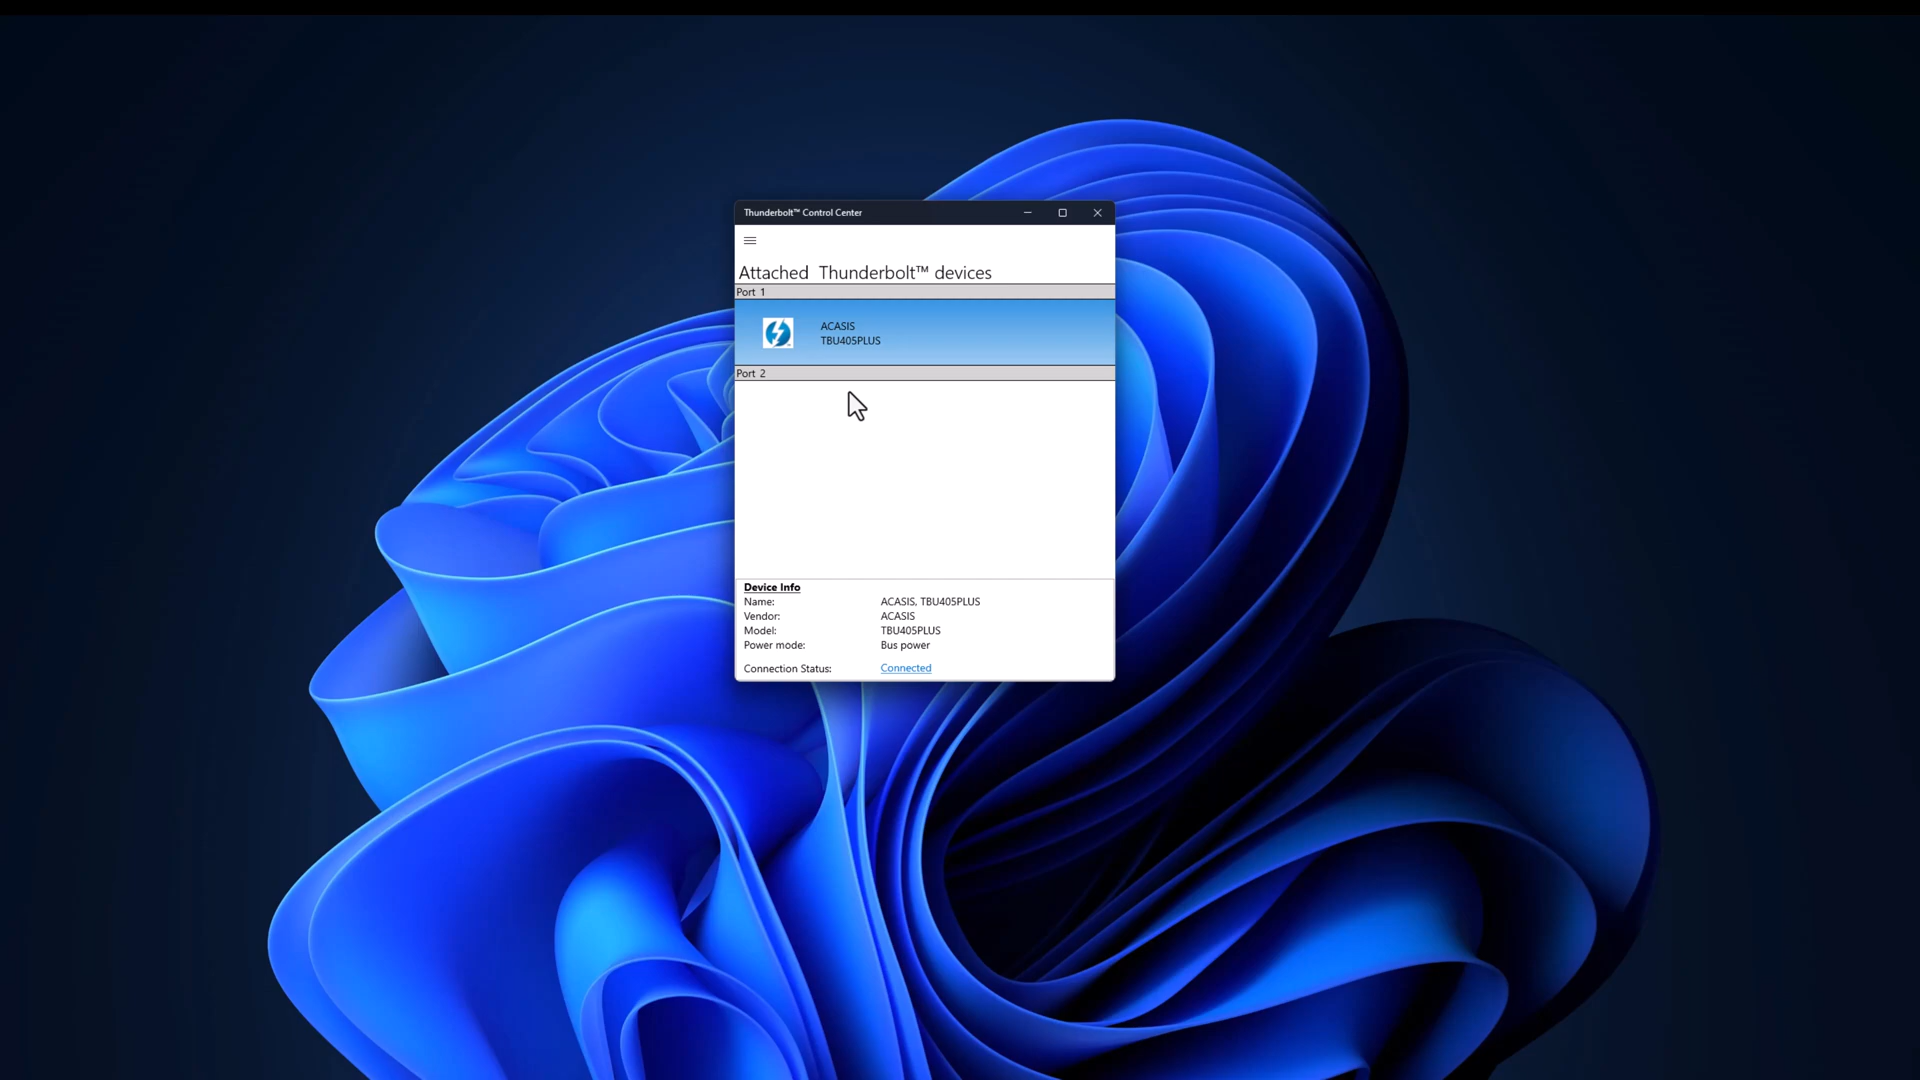 Thunderbolt™ Control Center
Attached Thunderbolt™ devices
Port 1
ACASIS
TBU405PLUS
Port 2
Device Info
Name: ACASIS, TBU405PLUS
Vendor: ACASIS
Model: TBU405PLUS
Power mode: Bus power
Connection Status: Connected